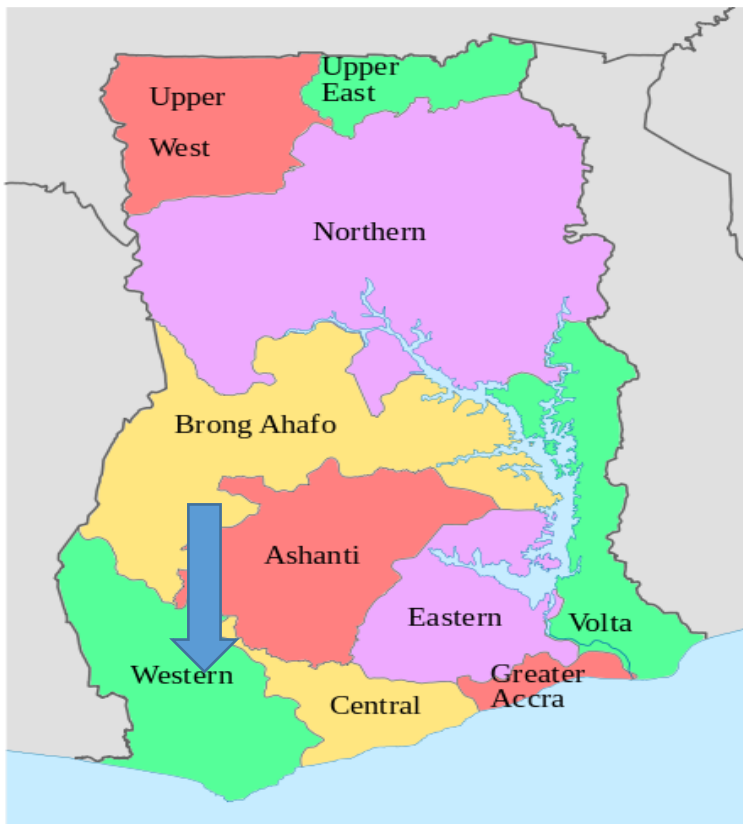 Upper
West
Upper
East
Northern
Brong Ahafo
Ashanti
Eastern
Volta
Western
Central
Greater
Accra